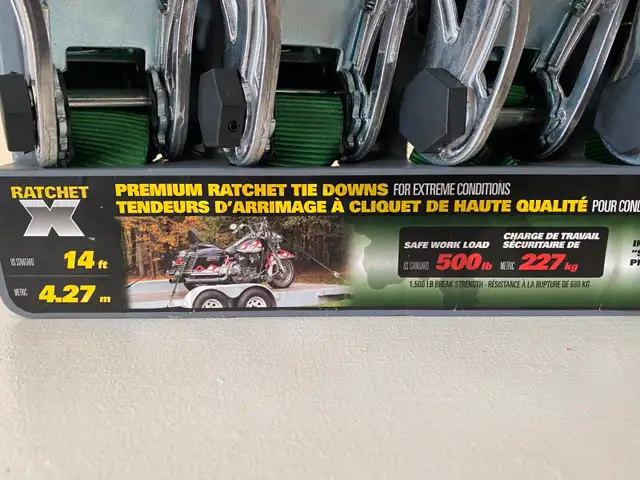 RATCHET
X
™
US STANDARD 14 ft
METRIC 4.27 m
PREMIUM RATCHET TIE DOWNS FOR EXTREME CONDITIONS
TENDEURS D'ARRIMAGE À CLIQUET DE HAUTE QUALITÉ POUR COND
SAFE WORK LOAD
US STANDARD 500 lb
CHARGE DE TRAVAIL
SÉCURITAIRE DE
METRIC 227 kg
1,500 LB BREAK STRENGTH - RÉSISTANCE À LA RUPTURE DE 680 KG